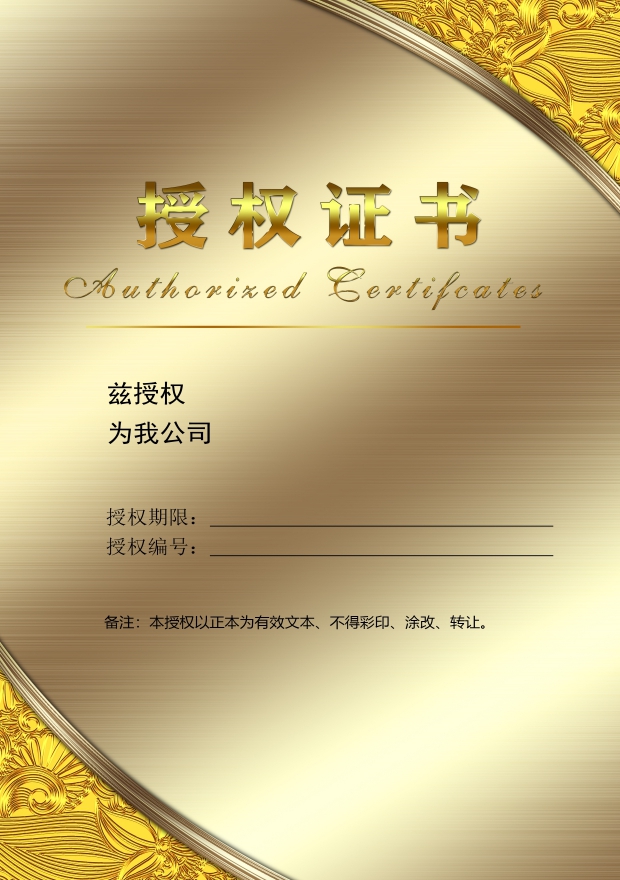 授权证书
Authorized Certifcates
兹授权
为我公司
授权期限：
授权编号：
备注：本授权以正本为有效文本、不得彩印、涂改、转让。